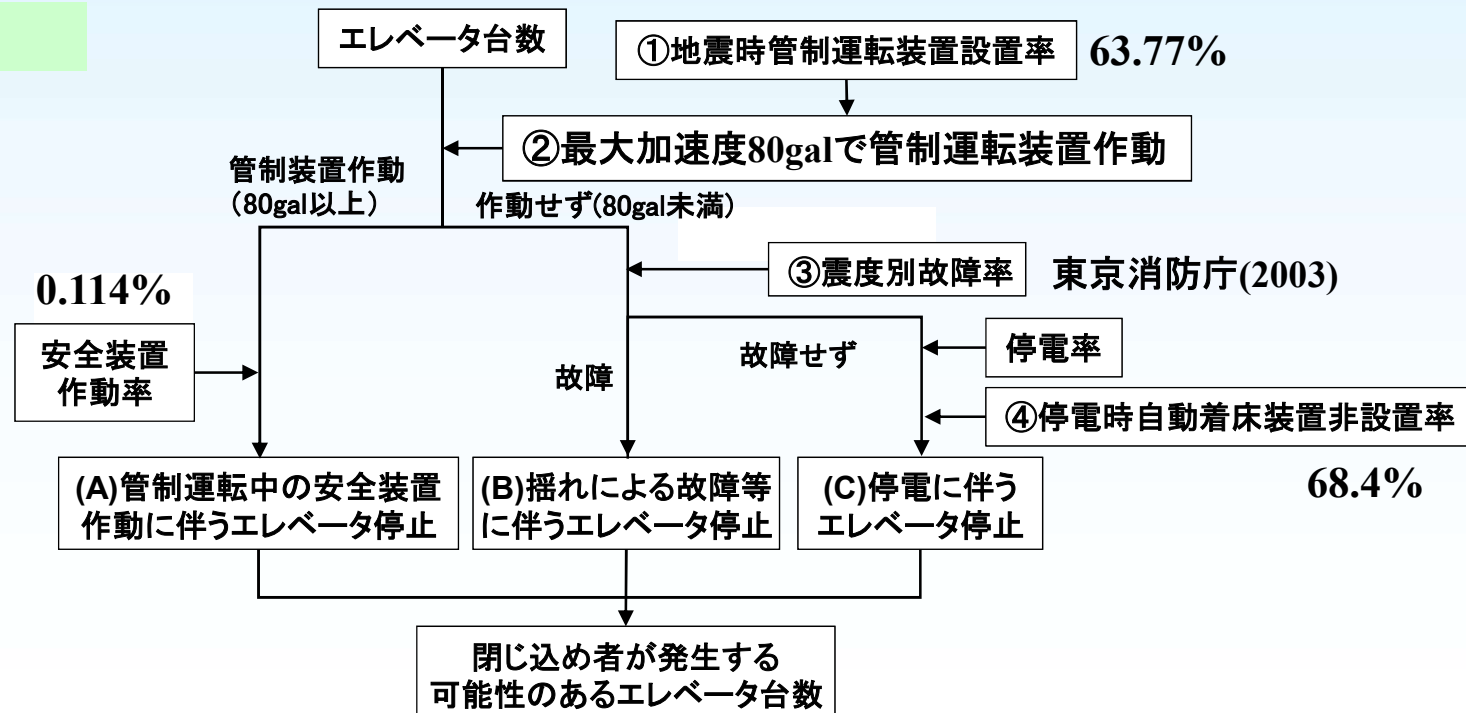 エレベータ台数
①地震時管制運転装置設置率
63.77%
②最大加速度80galで管制運転装置作動
管制装置作動
(80gal以上)
作動せず(80gal未満)
③震度別故障率
東京消防庁(2003)
0.114%
安全装置
作動率
故障
故障せず
停電率
④停電時自動着床装置非設置率
68.4%
(A)管制運転中の安全装置
作動に伴うエレベータ停止
(B)揺れによる故障等
に伴うエレベータ停止
(C)停電に伴う
エレベータ停止
閉じ込め者が発生する
可能性のあるエレベータ台数